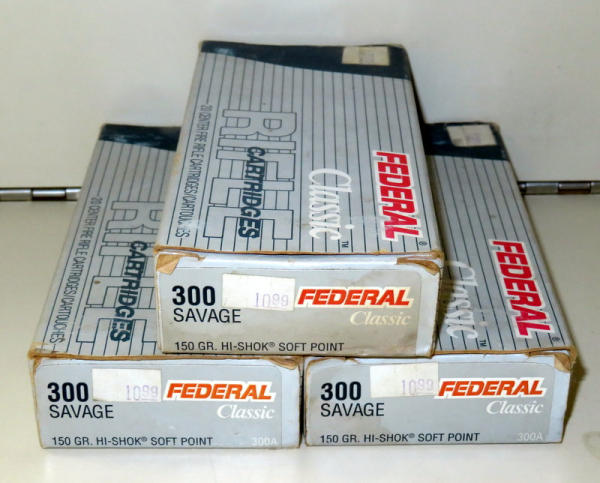 20 CENTER FIRE RIFLE CARTRIDGES/CARTOUCHES
RIFLE
CARTRIDGES
Classic
™
FEDERAL
®
300
SAVAGE
1099
FEDERAL
Classic
150 GR. HI-SHOK® SOFT POINT
20 CENTER FIRE RIFLE CARTRIDGES/CARTOUCHES
RIFLE
CARTRIDGES
300
SAVAGE
1099
FEDERAL
Classic
150 GR. HI-SHOK® SOFT POINT
300A
Classic
™
FEDERAL
®
300
SAVAGE
1099
FEDERAL
Classic
150 GR. HI-SHOK® SOFT POINT
300A